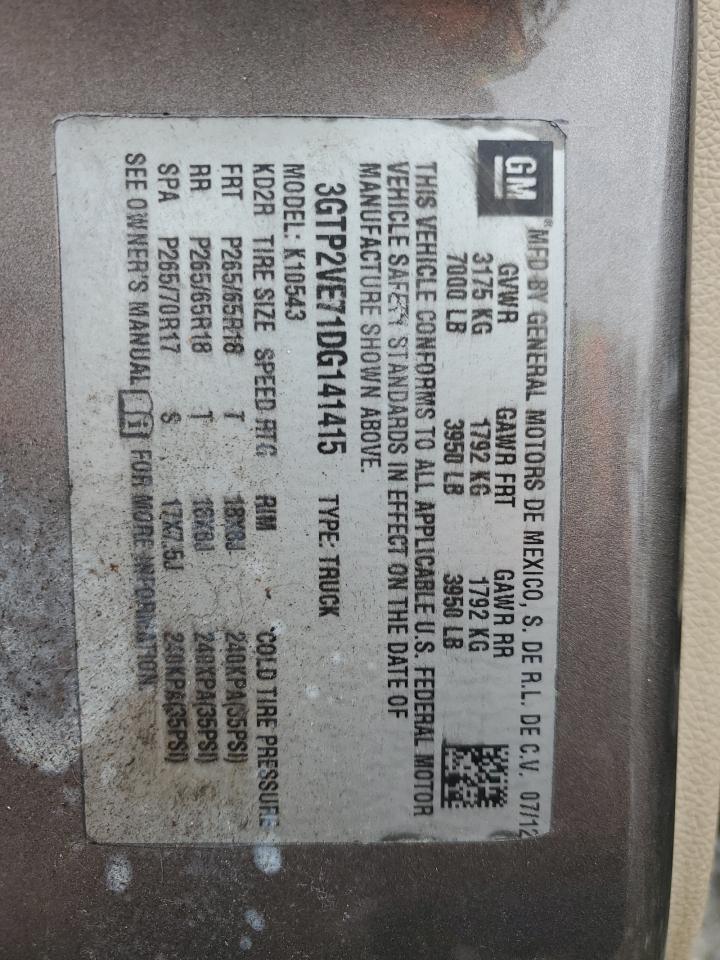 GM
® MFD BY GENERAL MOTORS DE MEXICO, S. DE R.L. DE C.V. 07/12
GVWR GAWR FRT GAWR RR
3175 KG 1792 KG 1792 KG
7000 LB 3950 LB 3950 LB
THIS VEHICLE CONFORMS TO ALL APPLICABLE U.S. FEDERAL MOTOR
VEHICLE SAFETY STANDARDS IN EFFECT ON THE DATE OF
MANUFACTURE SHOWN ABOVE.
3GTP2VE71DG141415 TYPE: TRUCK
MODEL: K10543
KD2R TIRE SIZE SPEED RTG RIM COLD TIRE PRESSURE
FRT P265/65R18 T 18X8J 240KPA(35PSI)
RR P265/65R18 T 18X8J 240KPA(35PSI)
SPA P265/70R17 S 17X7.5J 240KPA(35PSI)
SEE OWNER'S MANUAL FOR MORE INFORMATION